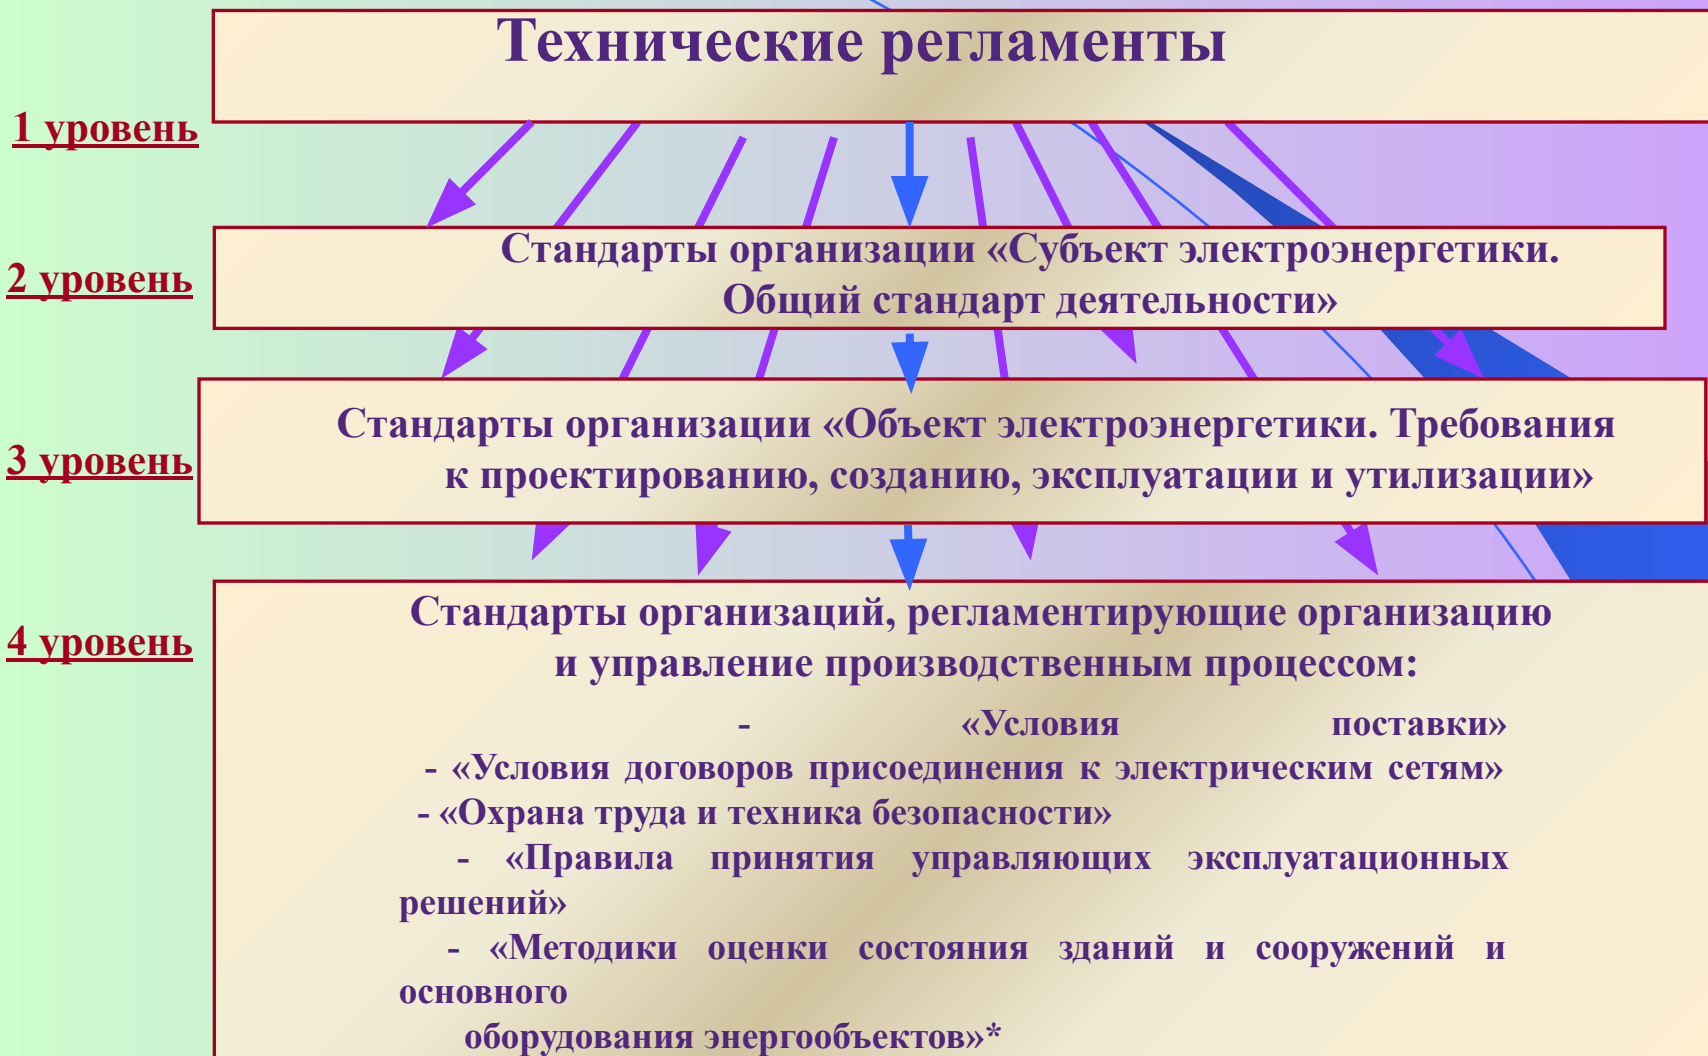 Технические регламенты
1 уровень
2 уровень
Стандарты организации «Субъект электроэнергетики.
Общий стандарт деятельности»
3 уровень
Стандарты организации «Объект электроэнергетики. Требования
к проектированию, созданию, эксплуатации и утилизации»
4 уровень
Стандарты организаций, регламентирующие организацию
и управление производственным процессом:
- «Условия поставки»
- «Условия договоров присоединения к электрическим сетям»
- «Охрана труда и техника безопасности»
- «Правила принятия управляющих эксплуатационных
решений»
- «Методики оценки состояния зданий и сооружений и
основного
оборудования энергообъектов»*